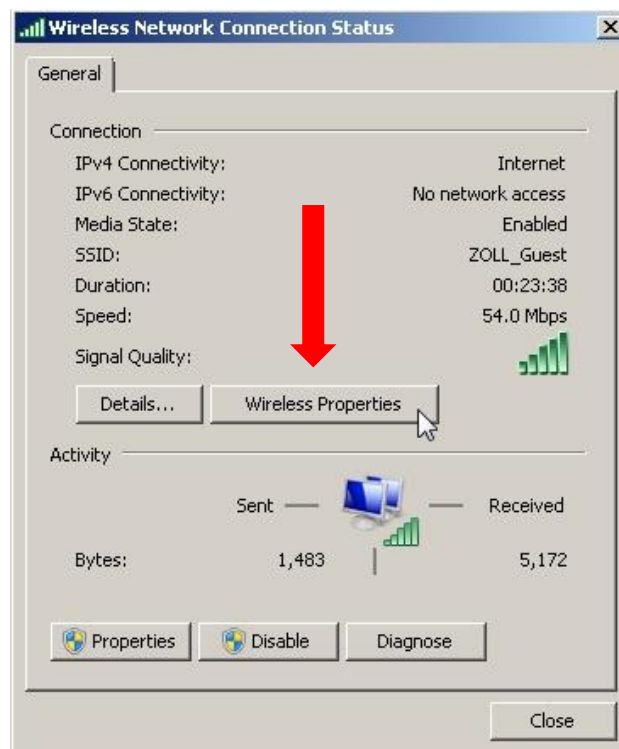 Wireless Network Connection Status
General
Connection
IPv4 Connectivity: Internet
IPv6 Connectivity: No network access
Media State: Enabled
SSID: ZOLL_Guest
Duration: 00:23:38
Speed: 54.0 Mbps
Signal Quality:
Details... Wireless Properties
Activity
Sent Received
Bytes: 1,483 5,172
Properties Disable Diagnose
Close